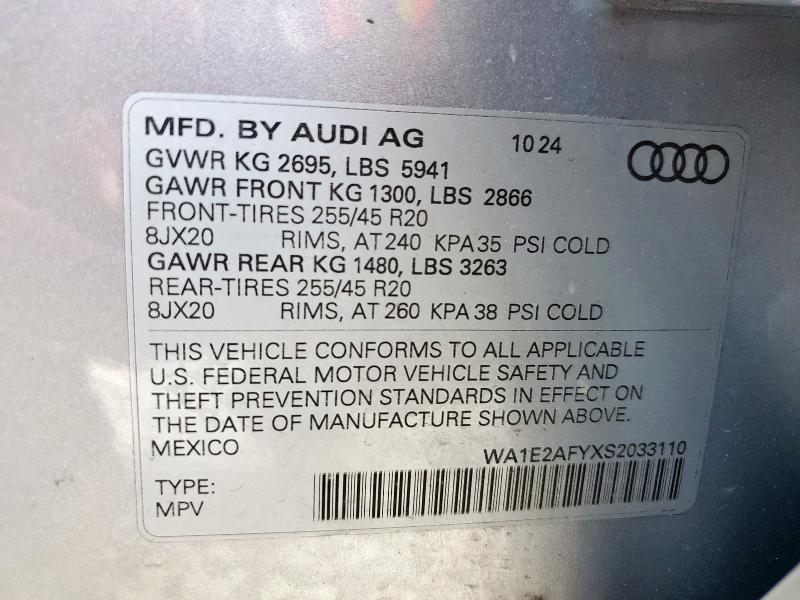 MFD. BY AUDI AG 10 24
GVWR KG 2695, LBS 5941
GAWR FRONT KG 1300, LBS 2866
FRONT-TIRES 255/45 R20
8JX20 RIMS, AT 240 KPA 35 PSI COLD
GAWR REAR KG 1480, LBS 3263
REAR-TIRES 255/45 R20
8JX20 RIMS, AT 260 KPA 38 PSI COLD
THIS VEHICLE CONFORMS TO ALL APPLICABLE
U.S. FEDERAL MOTOR VEHICLE SAFETY AND
THEFT PREVENTION STANDARDS IN EFFECT ON
THE DATE OF MANUFACTURE SHOWN ABOVE.
MEXICO WA1E2AFYXS2033110
TYPE:
MPV